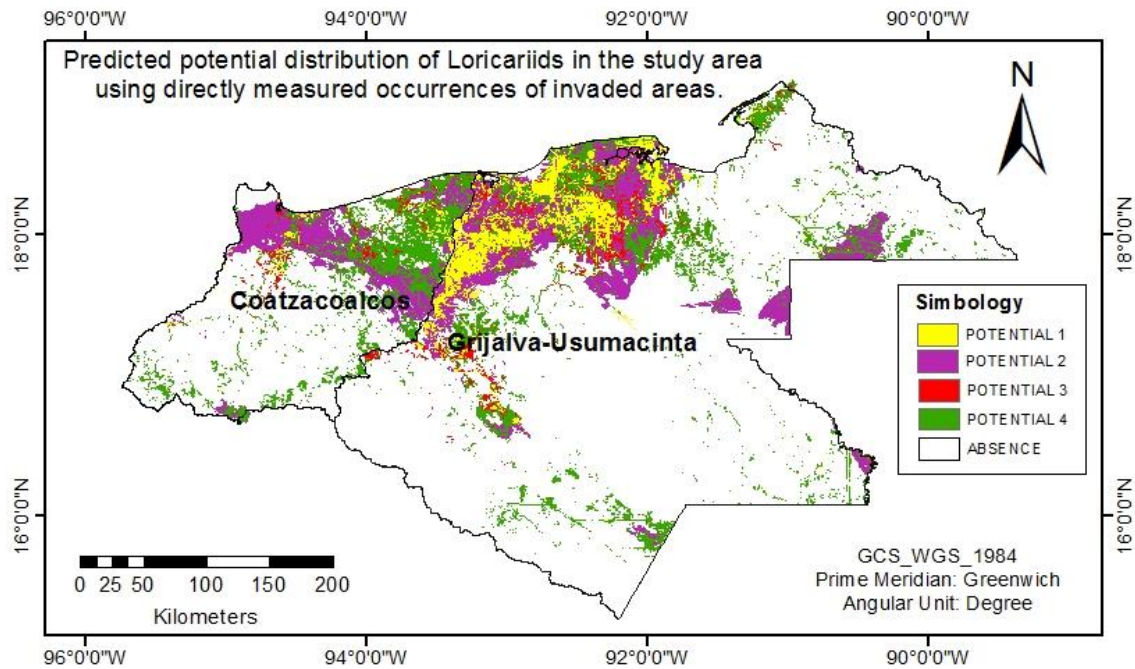 96°0'0"W 94°0'0"W 92°0'0"W 90°0'0"W
Predicted potential distribution of Loricariids in the study area
using directly measured occurrences of invaded areas.
N
18°0'0"N
18°0'0"N
Coatzacoalcos
Grijalva-Usumacinta
Simbology
POTENTIAL 1
POTENTIAL 2
POTENTIAL 3
POTENTIAL 4
ABSENCE
16°0'0"N
16°0'0"N
0 25 50 100 150 200
Kilometers
GCS_WGS_1984
Prime Meridian: Greenwich
Angular Unit: Degree
96°0'0"W 94°0'0"W 92°0'0"W 90°0'0"W